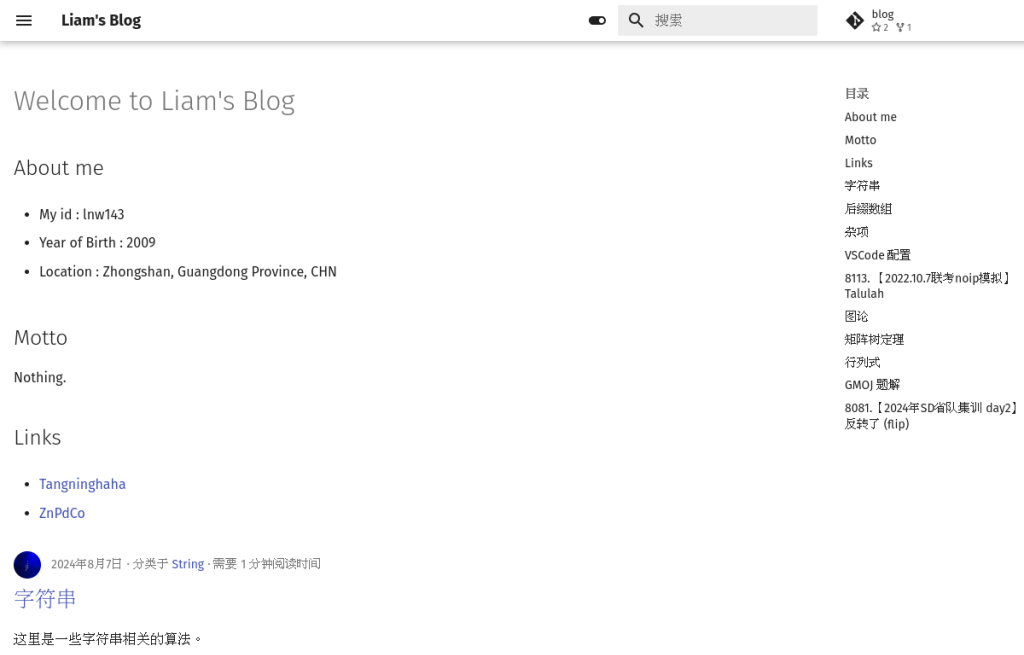 Liam's Blog
搜索
blog
2 1
Welcome to Liam's Blog
About me
My id : lnw143
Year of Birth : 2009
Location : Zhongshan, Guangdong Province, CHN
Motto
Nothing.
Links
Tangninghaha
ZnPdCo
2024年8月7日 · 分类于 String · 需要 1 分钟阅读时间
字符串
这里是一些字符串相关的算法。
目录
About me
Motto
Links
字符串
后缀数组
杂项
VSCode 配置
8113. 【2022.10.7联考noip模拟】
Talulah
图论
矩阵树定理
行列式
GMOJ 题解
8081.【2024年SD省队集训 day2】
反转了 (flip)